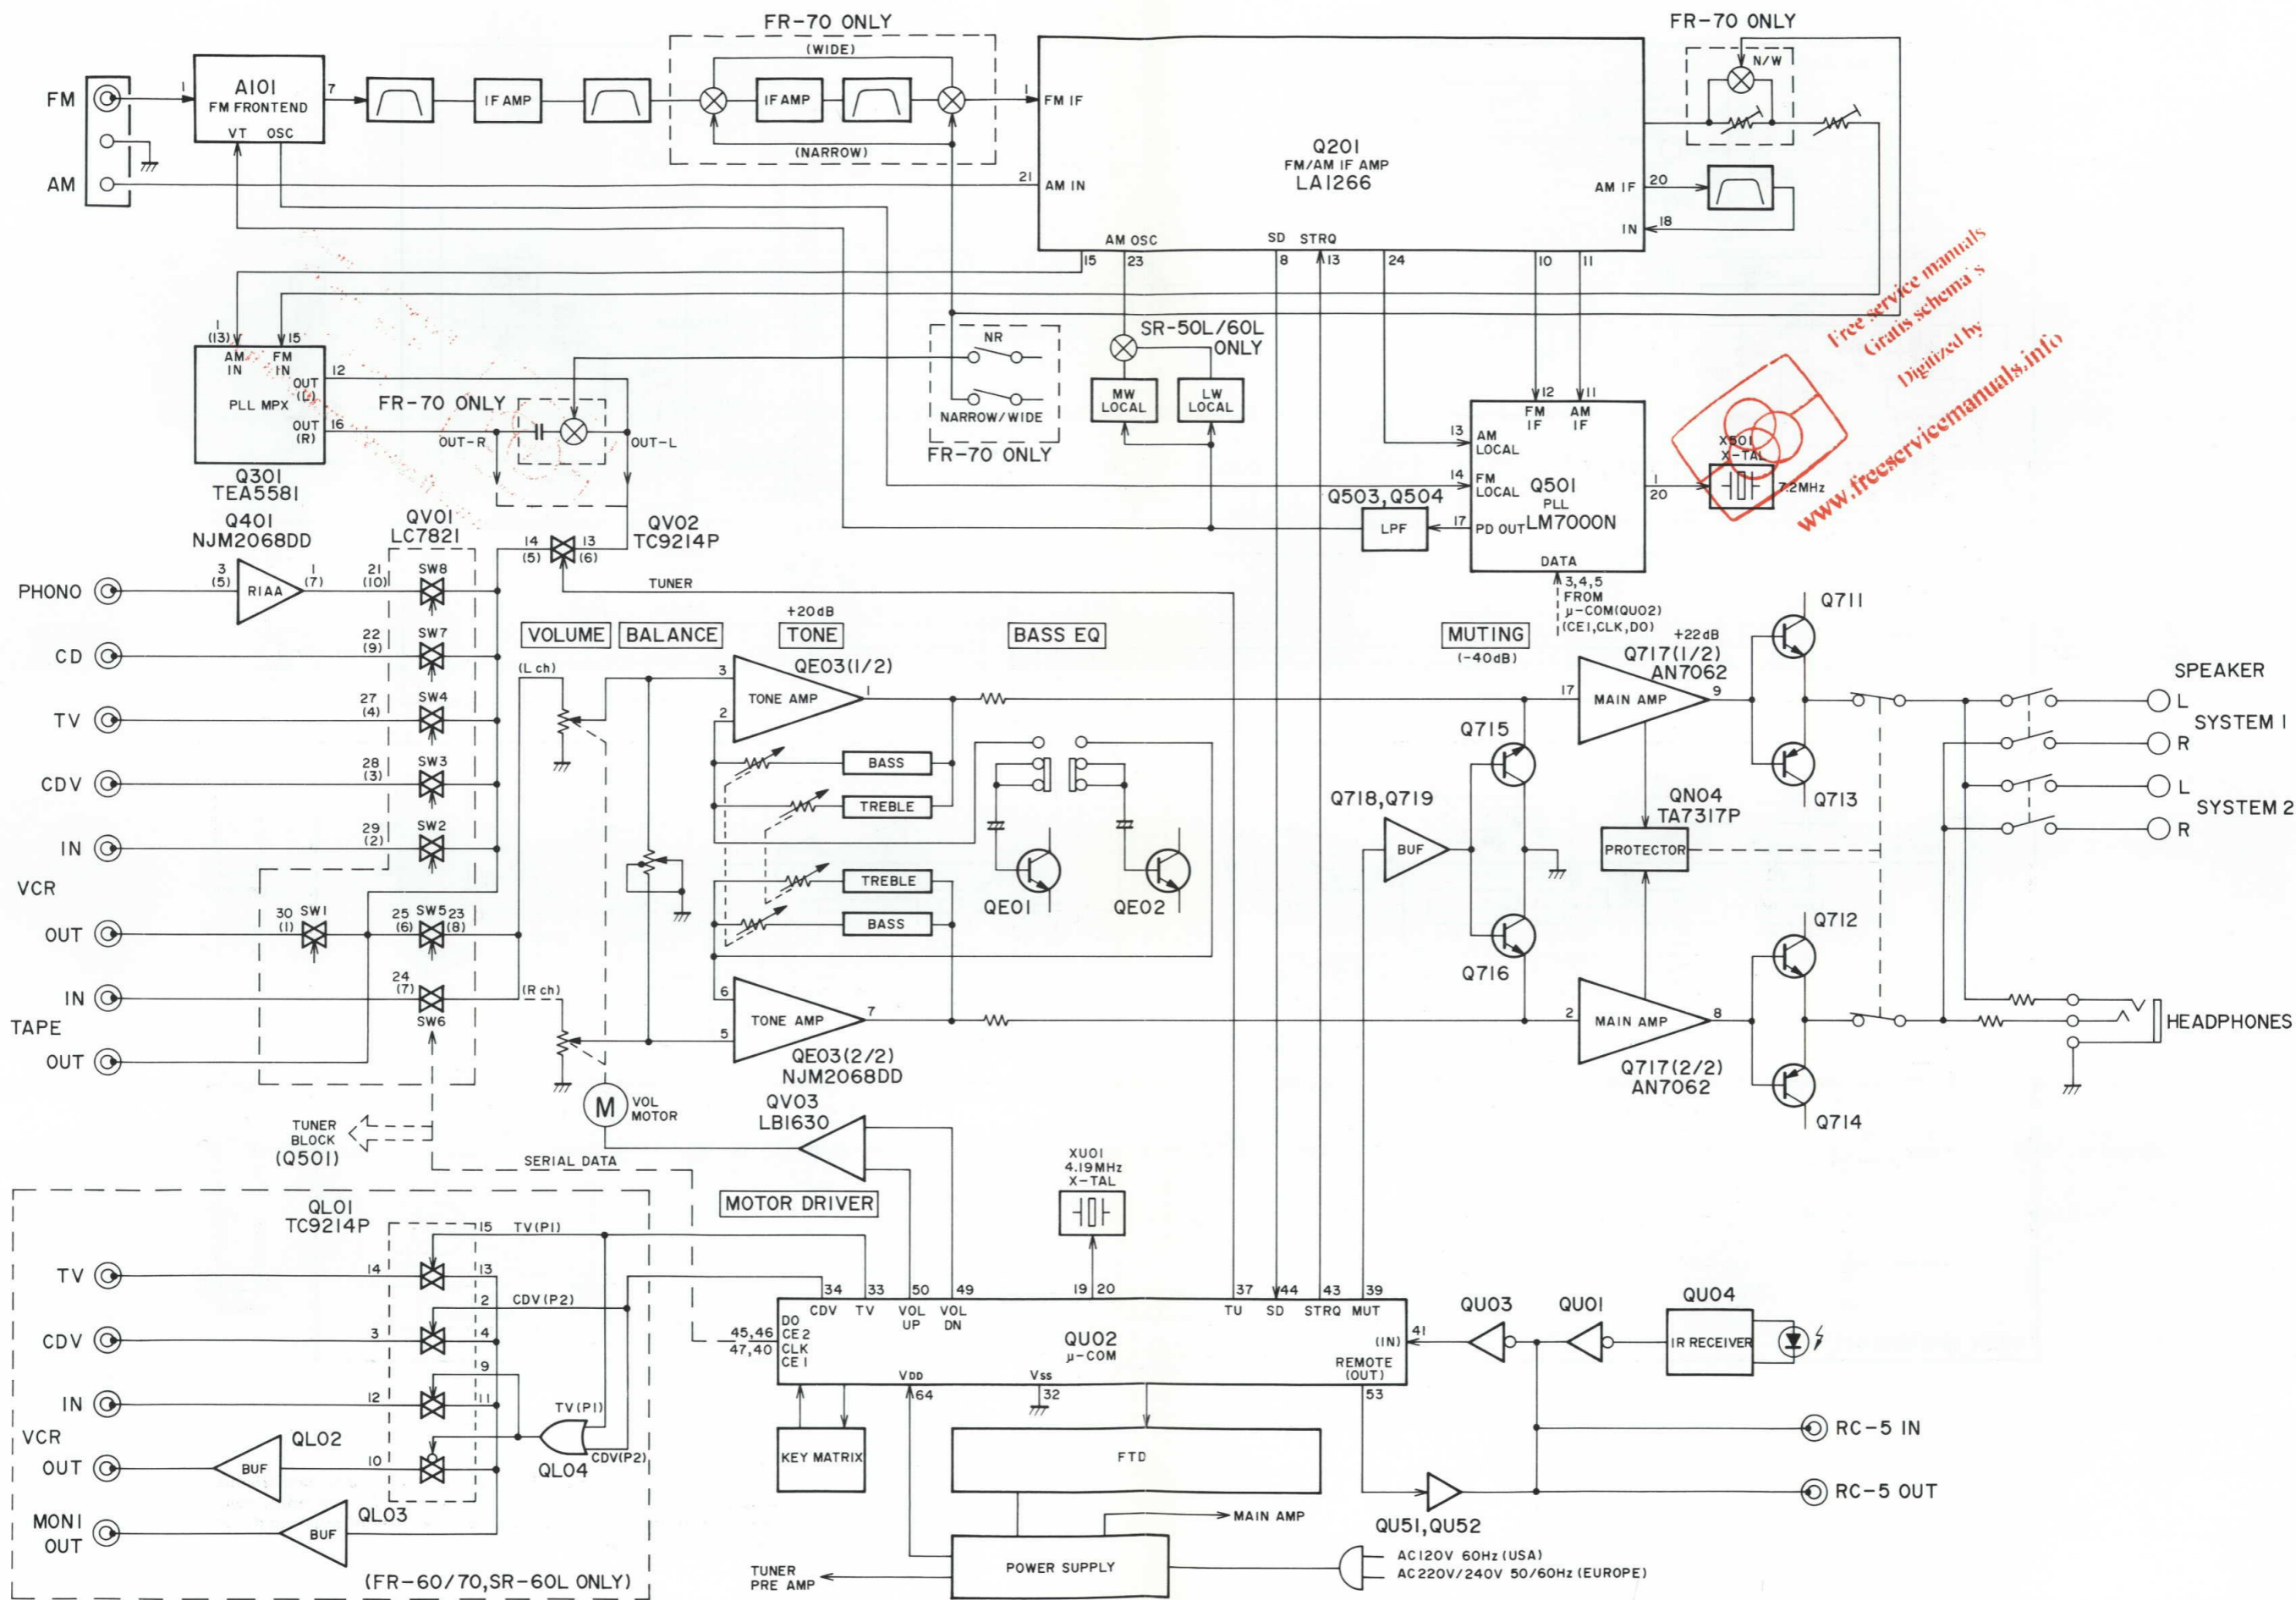 FR-70 ONLY
FR-70 ONLY
(WIDE)
N/W
FM
1
A101
FM FRONTEND
7
VT OSC
IF AMP
IF AMP
(NARROW)
1
FM IF
Q201
FM/AM IF AMP
LA1266
AM
21
AM IN
AM IF
20
IN
18
AM OSC
SD
STRQ
15
23
8
13
24
10
11
1
(13)
15
AM
IN
FM
IN
OUT
(L)
12
PLL MPX
OUT
(R)
16
Q301
TEA5581
FR-70 ONLY
OUT-R
OUT-L
NR
NARROW/WIDE
FR-70 ONLY
SR-50L/60L
ONLY
MW
LOCAL
LW
LOCAL
12
11
FM
IF
AM
IF
13
AM
LOCAL
14
FM
LOCAL
Q501
PLL
LM7000N
17
PD OUT
DATA
1
20
X501
X-TAL
7.2MHz
Q503,Q504
LPF
3,4,5
FROM
μ-COM(QU02)
(CE1,CLK,DO)
Free service manuals
Gratis schema's
Digitized by
www.freeservicemanuals.info
Q401
NJM2068DD
QV01
LC7821
QV02
TC9214P
14
(5)
13
(6)
TUNER
PHONO
3
(5)
RIAA
1
(7)
21
(10)
SW8
CD
22
(9)
SW7
TV
27
(4)
SW4
CDV
28
(3)
SW3
IN
29
(2)
SW2
VCR
OUT
30
(1)
SW1
25
(6)
SW5
23
(8)
IN
24
(7)
SW6
TAPE
OUT
VOLUME
BALANCE
+20dB
TONE
BASS EQ
MUTING
(-40dB)
(L ch)
(R ch)
QE03(1/2)
3
2
TONE AMP
1
BASS
TREBLE
TREBLE
BASS
QE01
QE02
6
5
TONE AMP
7
QE03(2/2)
NJM2068DD
Q715
Q718,Q719
BUF
Q716
+22dB
Q717(1/2)
AN7062
17
MAIN AMP
9
Q711
Q713
QN04
TA7317P
PROTECTOR
Q712
2
MAIN AMP
8
Q717(2/2)
AN7062
Q714
SPEAKER
L
SYSTEM 1
R
L
SYSTEM 2
R
HEADPHONES
M
VOL
MOTOR
QV03
LB1630
TUNER
BLOCK
(Q501)
SERIAL DATA
MOTOR DRIVER
XU01
4.19MHz
X-TAL
QL01
TC9214P
15
TV(P1)
TV
14
13
2
CDV(P2)
CDV
3
4
9
IN
12
11
TV(P1)
VCR
OUT
QL02
BUF
10
QL04
CDV(P2)
MONI
OUT
QL03
BUF
(FR-60/70,SR-60L ONLY)
34
33
50
49
19
20
37
44
43
39
CDV
TV
VOL
UP
VOL
DN
TU
SD
STRQ
MUT
45,46
47,40
DO
CE2
CLK
CE1
QU02
μ-COM
(IN)
41
REMOTE
(OUT)
53
VDD
64
Vss
32
QU03
QU01
QU04
IR RECEIVER
KEY MATRIX
FTD
RC-5 IN
RC-5 OUT
QU51,QU52
MAIN AMP
TUNER
PRE AMP
POWER SUPPLY
AC120V 60Hz (USA)
AC220V/240V 50/60Hz (EUROPE)